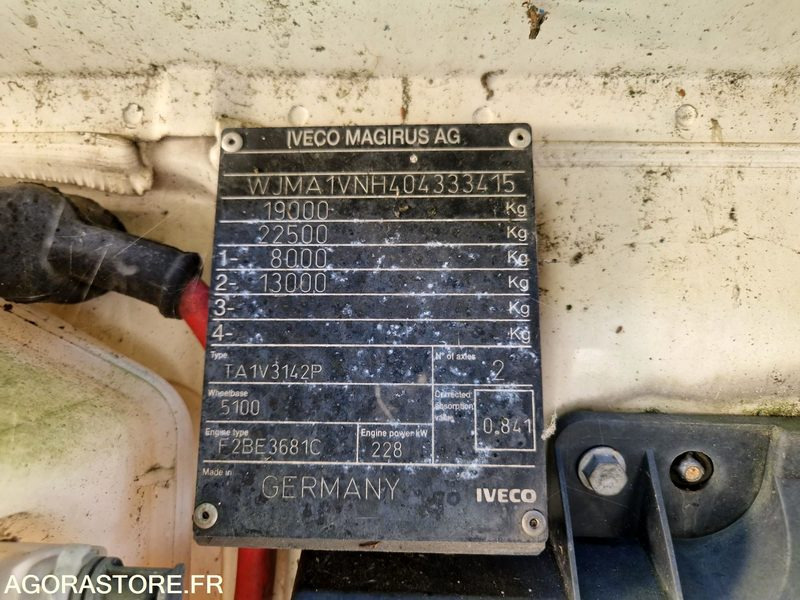 IVECO MAGIRUS AG
WJMA1VNH404333415
19000 Kg
22500 Kg
1- 8000 Kg
2- 13000 Kg
3- Kg
4- Kg
Type TA1V3142P N° of axles 2
Wheelbase 5100 Corrected absorption value 0.841
Engine type F2BE3681C Engine power kW 228
Made in GERMANY IVECO
AGORASTORE.FR